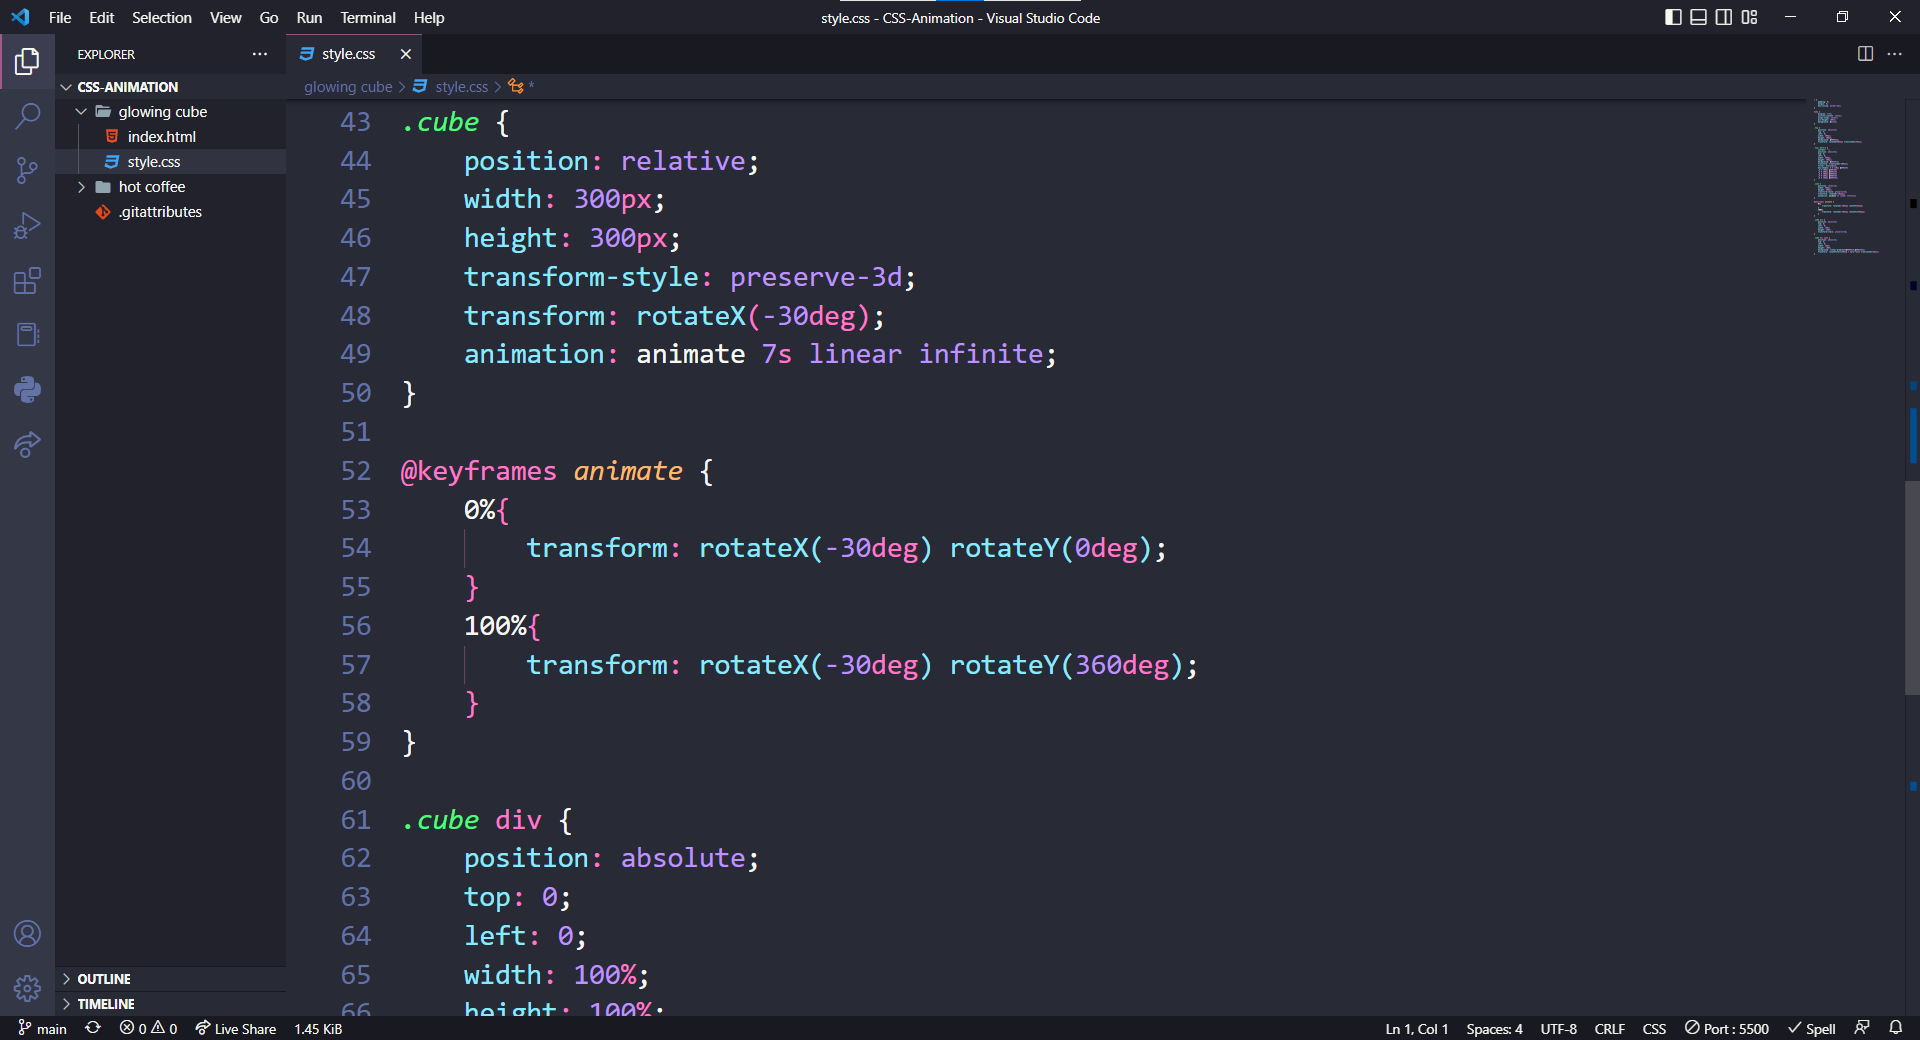 File Edit Selection View Go Run Terminal Help
style.css - CSS-Animation - Visual Studio Code
EXPLORER
CSS-ANIMATION
glowing cube
index.html
style.css
hot coffee
.gitattributes
OUTLINE
TIMELINE
style.css
glowing cube > style.css > *
43 .cube {
44     position: relative;
45     width: 300px;
46     height: 300px;
47     transform-style: preserve-3d;
48     transform: rotateX(-30deg);
49     animation: animate 7s linear infinite;
50 }
51
52 @keyframes animate {
53     0%{
54         transform: rotateX(-30deg) rotateY(0deg);
55     }
56     100%{
57         transform: rotateX(-30deg) rotateY(360deg);
58     }
59 }
60
61 .cube div {
62     position: absolute;
63     top: 0;
64     left: 0;
65     width: 100%;
66     height: 100%;
main 0 0 Live Share 1.45 KiB Ln 1, Col 1 Spaces: 4 UTF-8 CRLF CSS Port : 5500 Spell